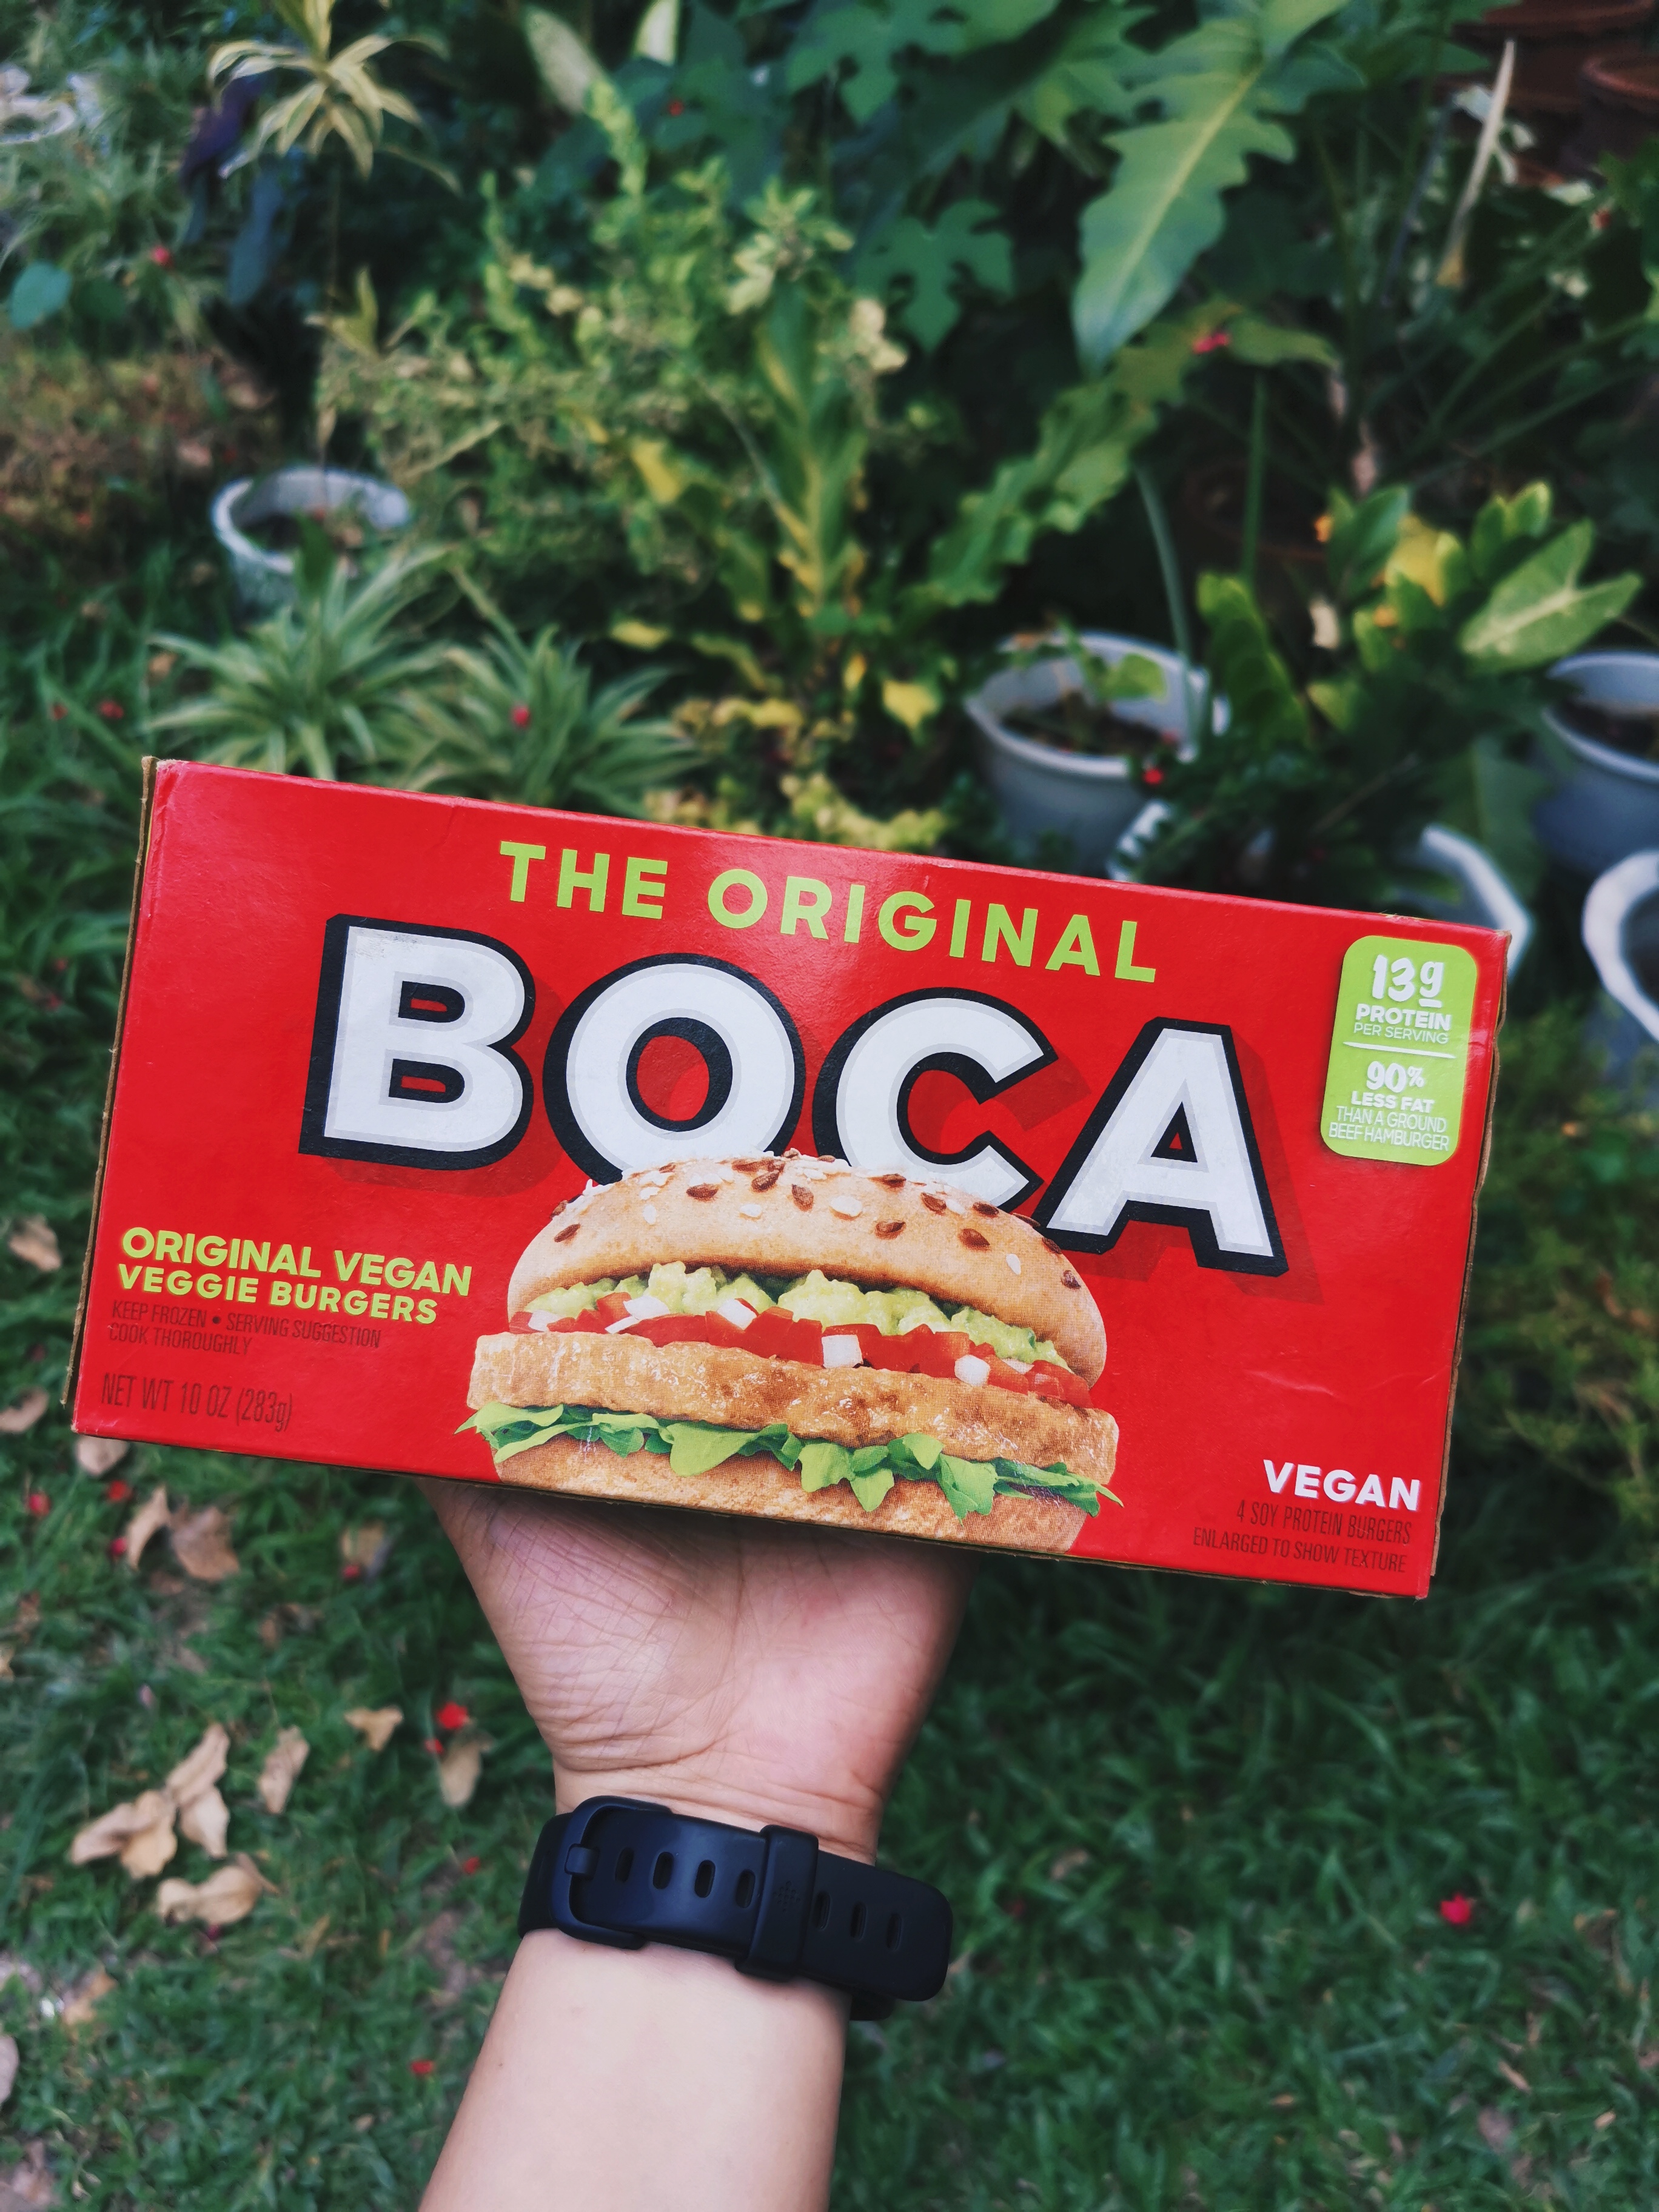 THE ORIGINAL
BOCA
13g
PROTEIN
PER SERVING
90%
LESS FAT
THAN A GROUND
BEEF HAMBURGER
ORIGINAL VEGAN
VEGGIE BURGERS
KEEP FROZEN • SERVING SUGGESTION
COOK THOROUGHLY
NET WT 10 OZ (283g)
VEGAN
4 SOY PROTEIN BURGERS
ENLARGED TO SHOW TEXTURE